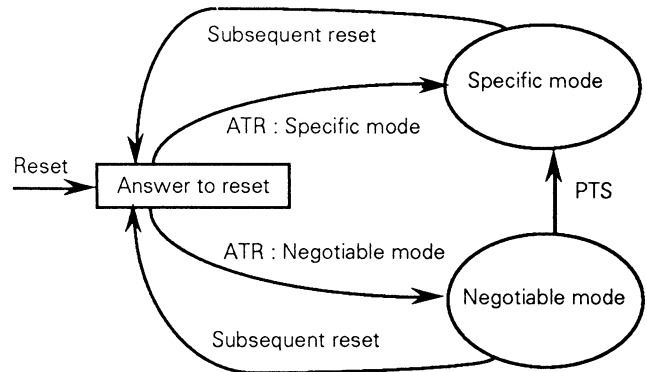 Subsequent reset
Specific mode
ATR : Specific mode
Reset
Answer to reset
PTS
ATR : Negotiable mode
Negotiable mode
Subsequent reset